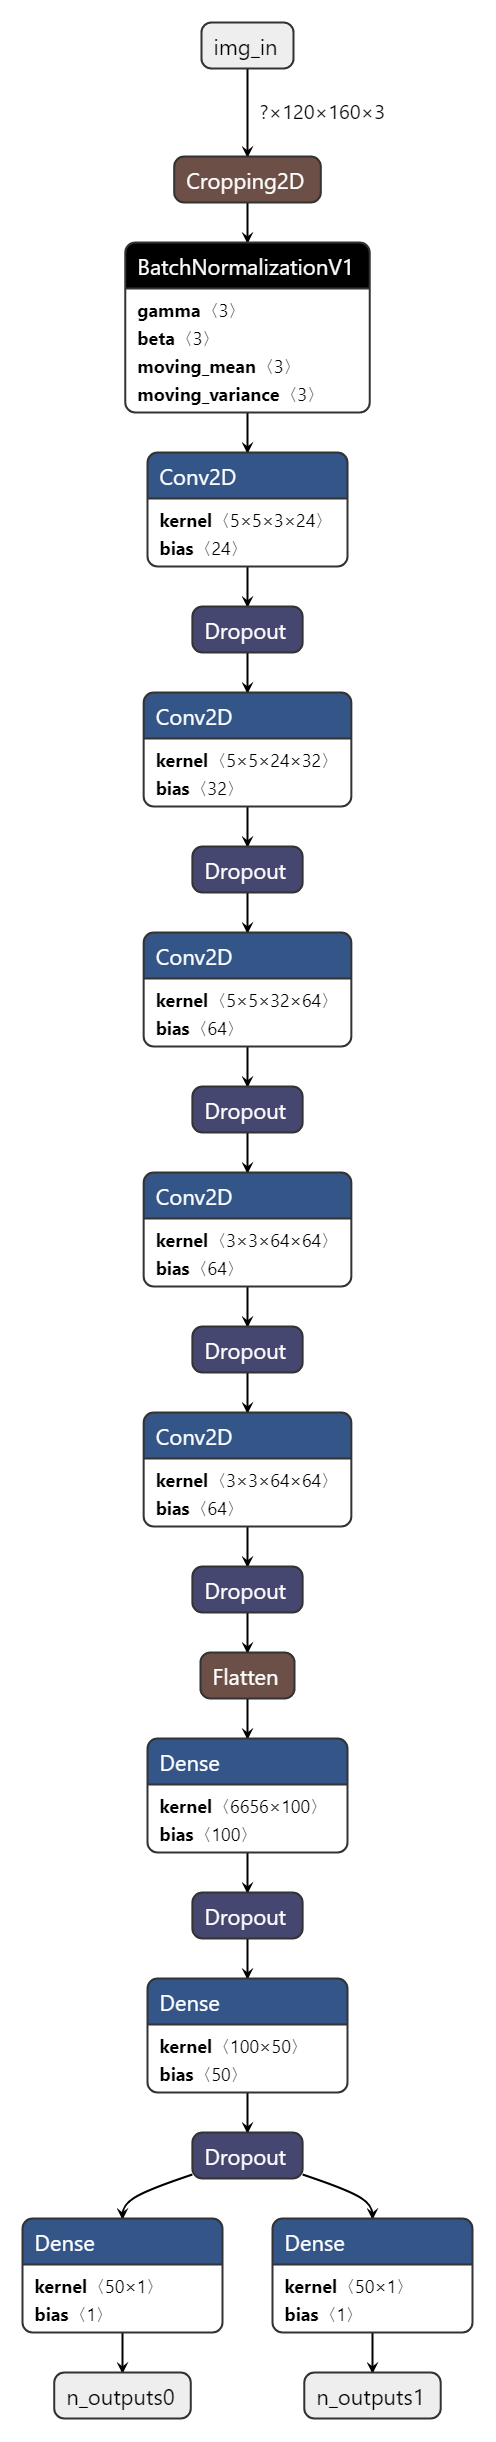 img_in
?×120×160×3
Cropping2D
BatchNormalizationV1
gamma 〈3〉
beta 〈3〉
moving_mean 〈3〉
moving_variance 〈3〉
Conv2D
kernel 〈5×5×3×24〉
bias 〈24〉
Dropout
Conv2D
kernel 〈5×5×24×32〉
bias 〈32〉
Dropout
Conv2D
kernel 〈5×5×32×64〉
bias 〈64〉
Dropout
Conv2D
kernel 〈3×3×64×64〉
bias 〈64〉
Dropout
Conv2D
kernel 〈3×3×64×64〉
bias 〈64〉
Dropout
Flatten
Dense
kernel 〈6656×100〉
bias 〈100〉
Dropout
Dense
kernel 〈100×50〉
bias 〈50〉
Dropout
Dense
kernel 〈50×1〉
bias 〈1〉
n_outputs0
Dense
kernel 〈50×1〉
bias 〈1〉
n_outputs1